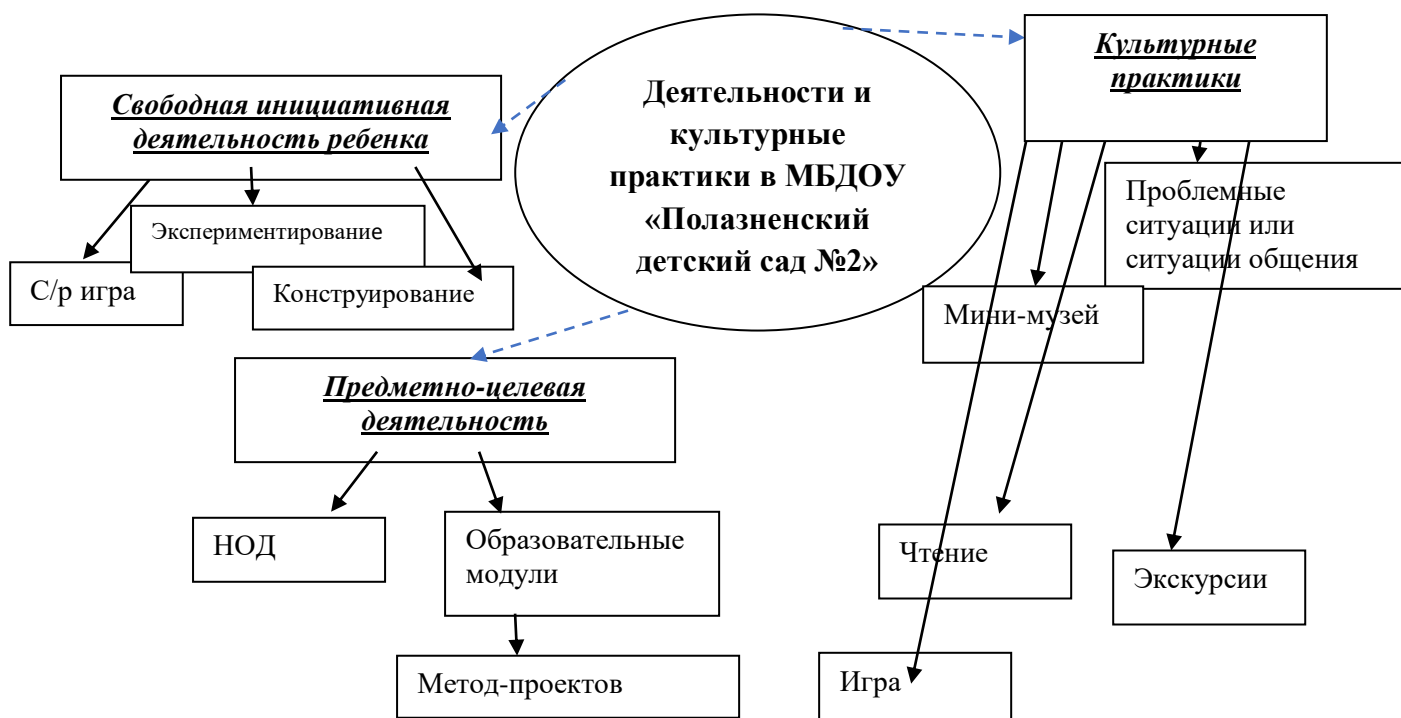 Свободная инициативная
деятельность ребенка
Деятельности и
культурные
практики в МБДОУ
«Полазненский
детский сад №2»
Культурные
практики
Экспериментирование
С/р игра
Конструирование
Проблемные
ситуации или
ситуации общения
Мини-музей
Предметно-целевая
деятельность
НОД
Образовательные
модули
Чтение
Экскурсии
Метод-проектов
Игра